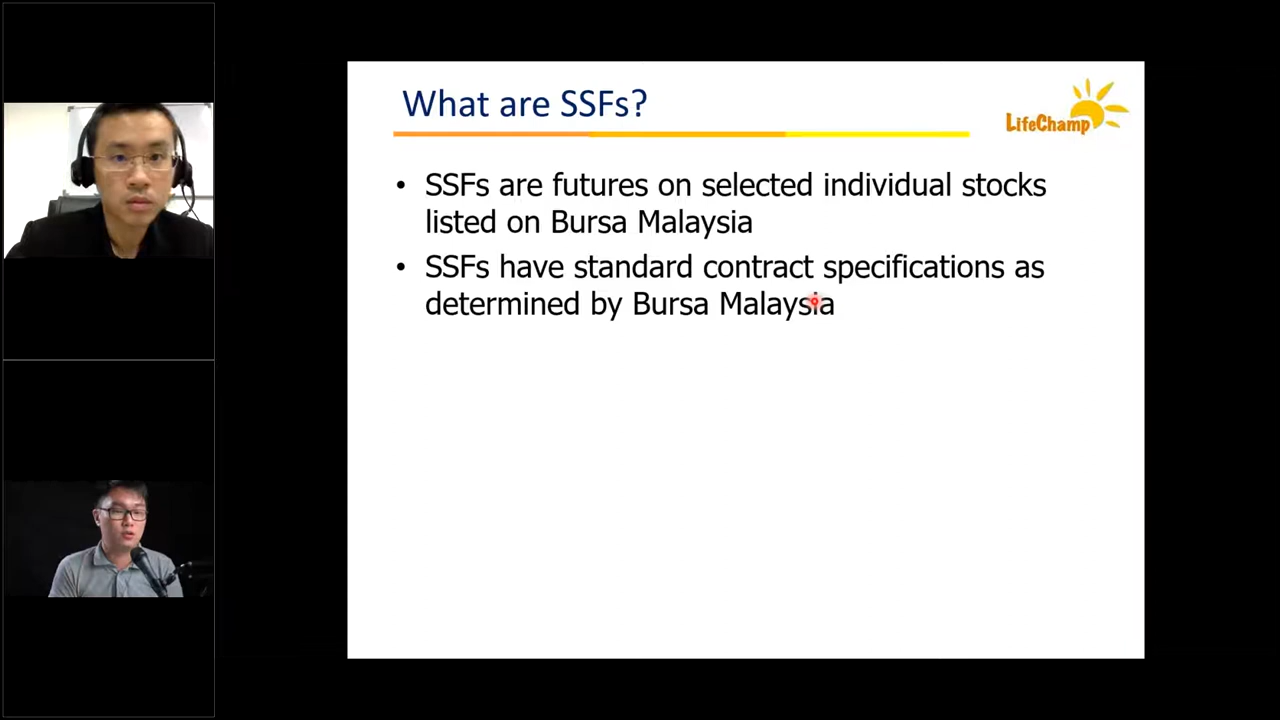 What are SSFs?
LifeChamp
• SSFs are futures on selected individual stocks
listed on Bursa Malaysia
• SSFs have standard contract specifications as
determined by Bursa Malaysia